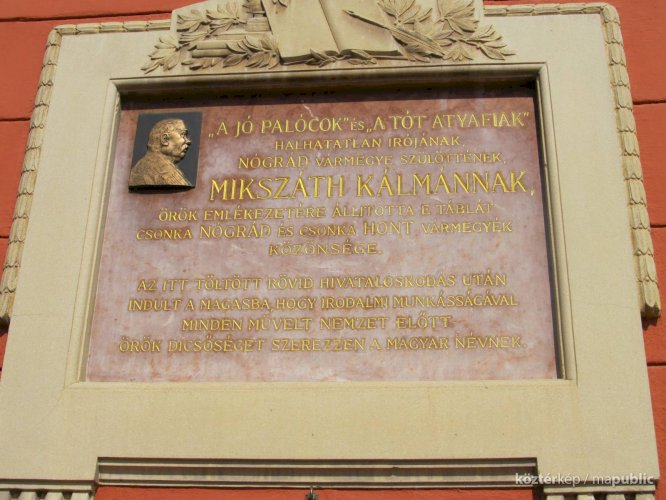 „A JÓ PALÓCOK" ÉS „A TÓT ATYAFIAK"
HALHATATLAN IRÓJÁNAK,
NÓGRÁD VÁRMEGYE SZÜLÖTTÉNEK,
MIKSZÁTH KÁLMÁNNAK,
ÖRÖK EMLÉKEZETÉRE ÁLLÍTOTTA E TÁBLÁT
CSONKA NÓGRÁD ÉS CSONKA HONT VÁRMEGYÉK
KÖZÖNSÉGE.
AZ ITT TÖLTÖTT RÖVID HIVATALOSKODÁS UTÁN
INDULT A MAGASBA, HOGY IRODALMI MUNKÁSSÁGÁVAL
MINDEN MŰVELT NEMZET ELŐTT
ÖRÖK DICSŐSÉGET SZEREZZEN A MAGYAR NÉVNEK.
köztérkép / mapublic